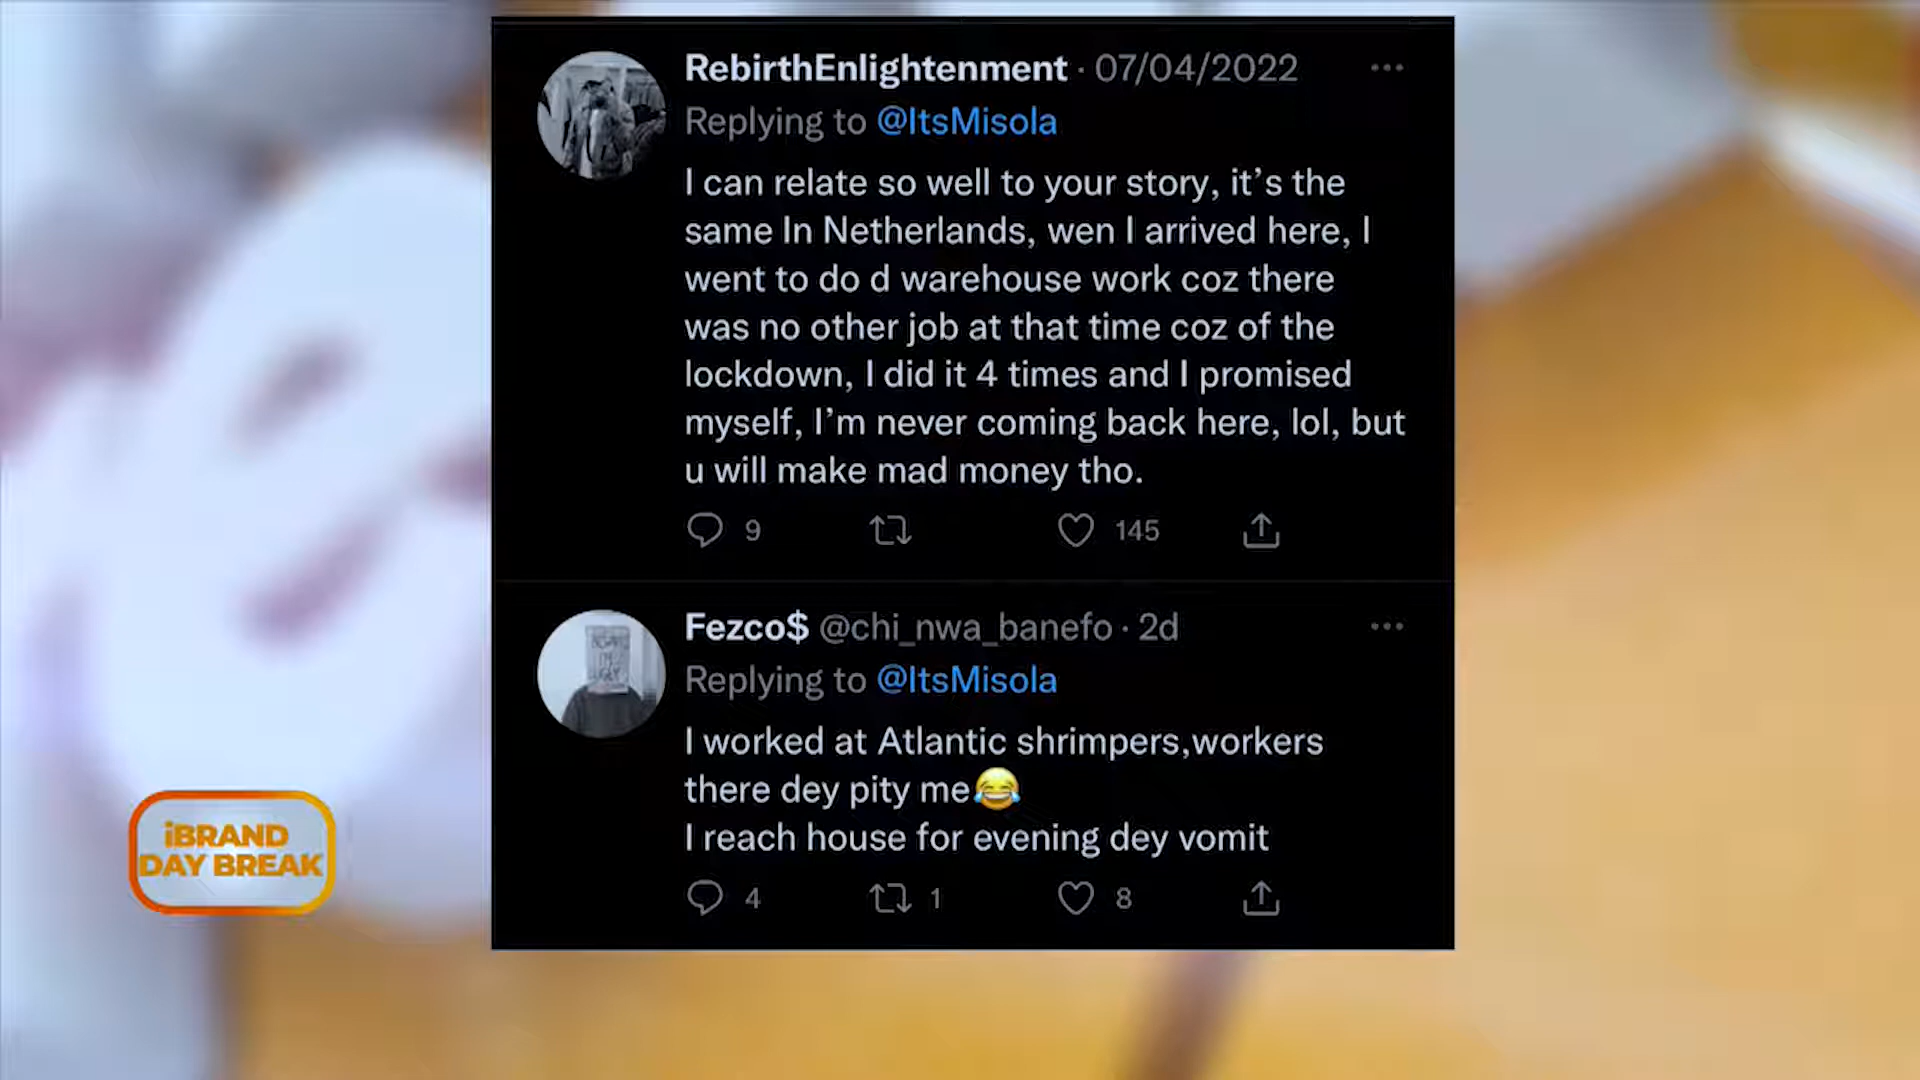 RebirthEnlightenment · 07/04/2022
Replying to @ItsMisola
I can relate so well to your story, it's the
same In Netherlands, wen I arrived here, I
went to do d warehouse work coz there
was no other job at that time coz of the
lockdown, I did it 4 times and I promised
myself, I'm never coming back here, lol, but
u will make mad money tho.
9 145
Fezco$ @chi_nwa_banefo · 2d
Replying to @ItsMisola
I worked at Atlantic shrimpers,workers
there dey pity me😂
I reach house for evening dey vomit
4 1 8
iBRAND
DAY BREAK